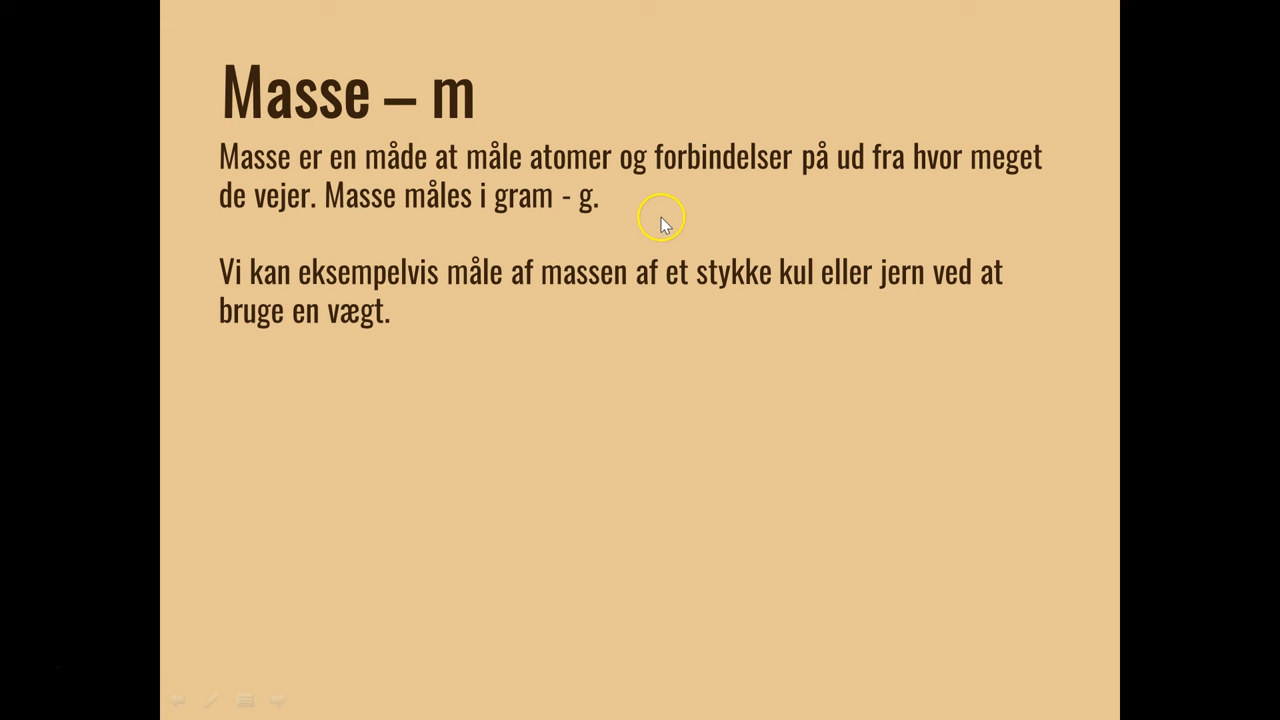 Masse – m
Masse er en måde at måle atomer og forbindelser på ud fra hvor meget
de vejer. Masse måles i gram - g.
Vi kan eksempelvis måle af massen af et stykke kul eller jern ved at
bruge en vægt.